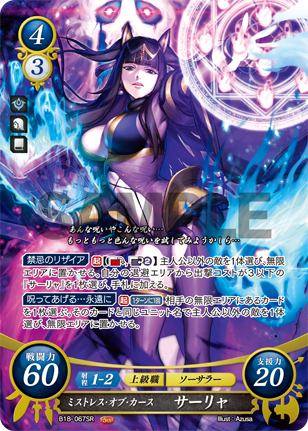 4
3
SAMPLE
あんな呪いやこんな呪い…
もっともっと色んな呪いを試してみようかしら…
禁忌のリザイア 起 主人公以外の敵を1体選び、無限
エリアに置かせる。自分の退避エリアから出撃コストが3以下の
『サーリャ』を1枚選び、手札に加える。
呪ってあげる…永遠に 起 1ターンに1回 相手の無限エリアにあるカード
を1枚選ぶ。そのカードと同じユニット名で主人公以外の敵を1体
選び、無限エリアに置かせる。
戦闘力
60
射程 1-2 上級職 ソーサラー
支援力
20
ミストレス・オブ・カース サーリャ
B18-067SR Illust：Azusa